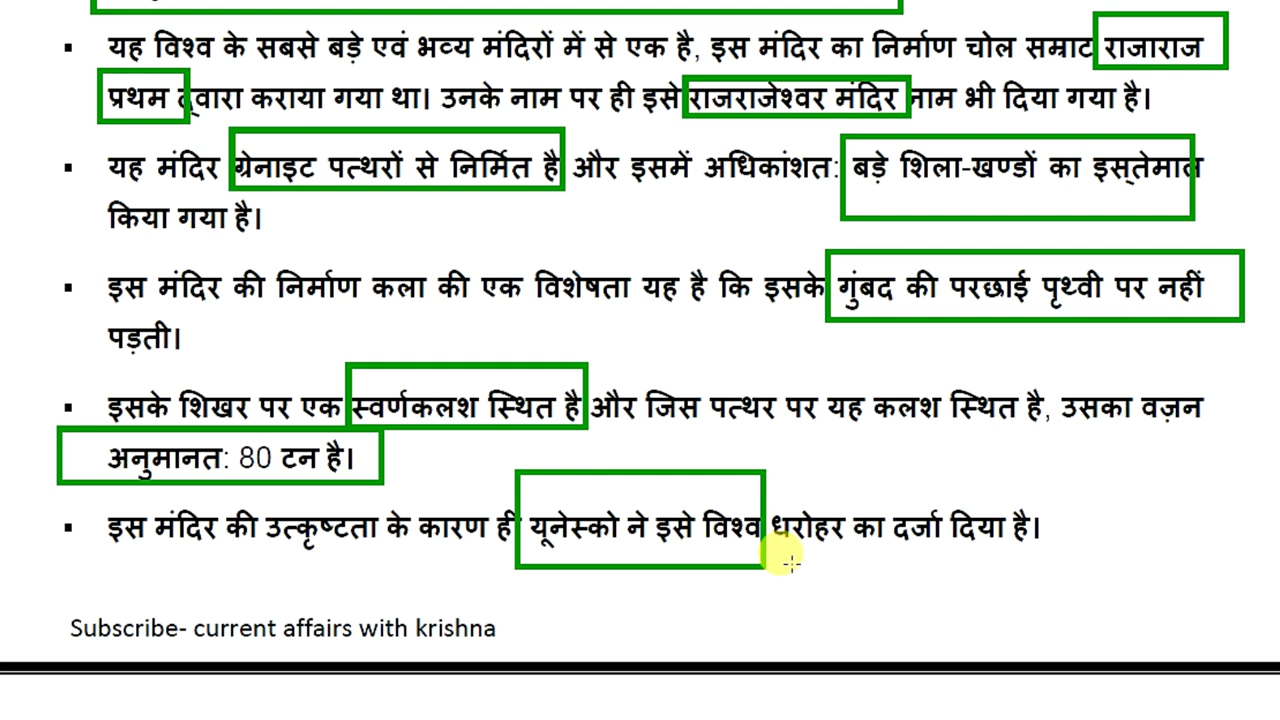 ▪ यह विश्व के सबसे बड़े एवं भव्य मंदिरों में से एक है, इस मंदिर का निर्माण चोल सम्राट राजाराज
प्रथम द्वारा कराया गया था। उनके नाम पर ही इसे राजराजेश्वर मंदिर नाम भी दिया गया है।
▪ यह मंदिर ग्रेनाइट पत्थरों से निर्मित है और इसमें अधिकांशत: बड़े शिला-खण्डों का इस्तेमाल
किया गया है।
▪ इस मंदिर की निर्माण कला की एक विशेषता यह है कि इसके गुंबद की परछाई पृथ्वी पर नहीं
पड़ती।
▪ इसके शिखर पर एक स्वर्णकलश स्थित है और जिस पत्थर पर यह कलश स्थित है, उसका वज़न
अनुमानत: 80 टन है।
▪ इस मंदिर की उत्कृष्टता के कारण ही यूनेस्को ने इसे विश्व धरोहर का दर्जा दिया है।
Subscribe- current affairs with krishna